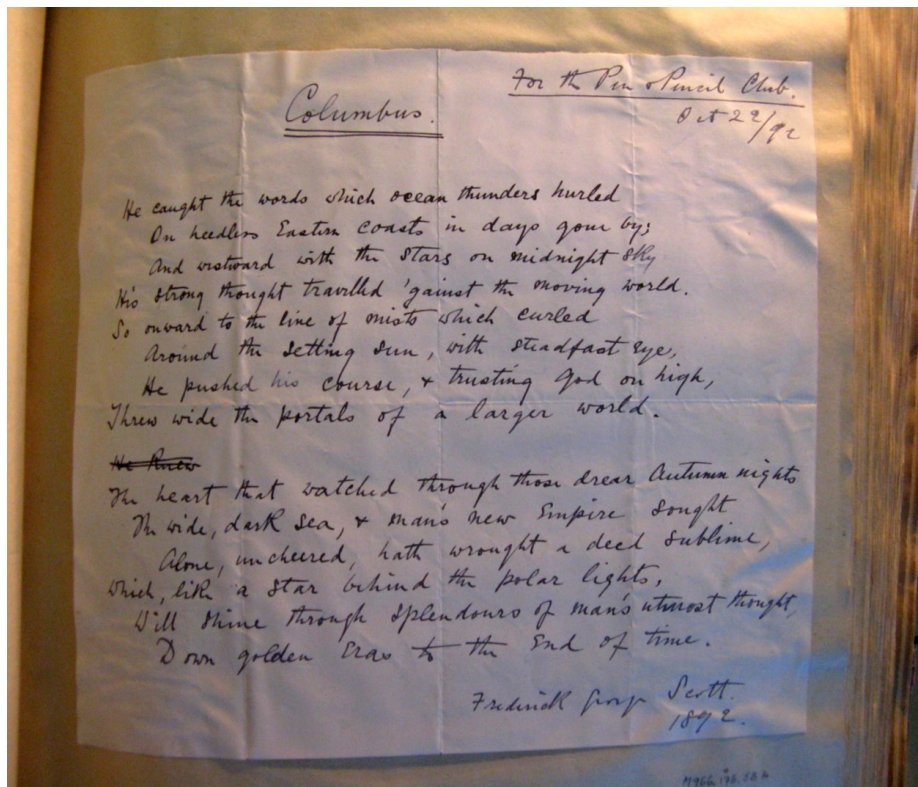 For the Pen & Pencil Club.
Oct 22/92
Columbus.
He caught the words which ocean thunders hurled
On heedless Eastern coasts in days gone by;
And westward with the stars on midnight sky
His strong thought travelled 'gainst the moving world.
So onward to the line of mists which curled
Around the setting sun, with steadfast eye,
He pushed his course, & trusting God on high,
Threw wide the portals of a larger world.
He Knew
The heart that watched through those drear Autumn nights
The wide, dark sea, & man's new Empire sought
Alone, uncheered, hath wrought a deed sublime,
Which, like a star behind the polar lights,
Will shine through splendours of man's utmost thought,
Down golden Eras to the End of time.
Frederick George Scott.
1892.